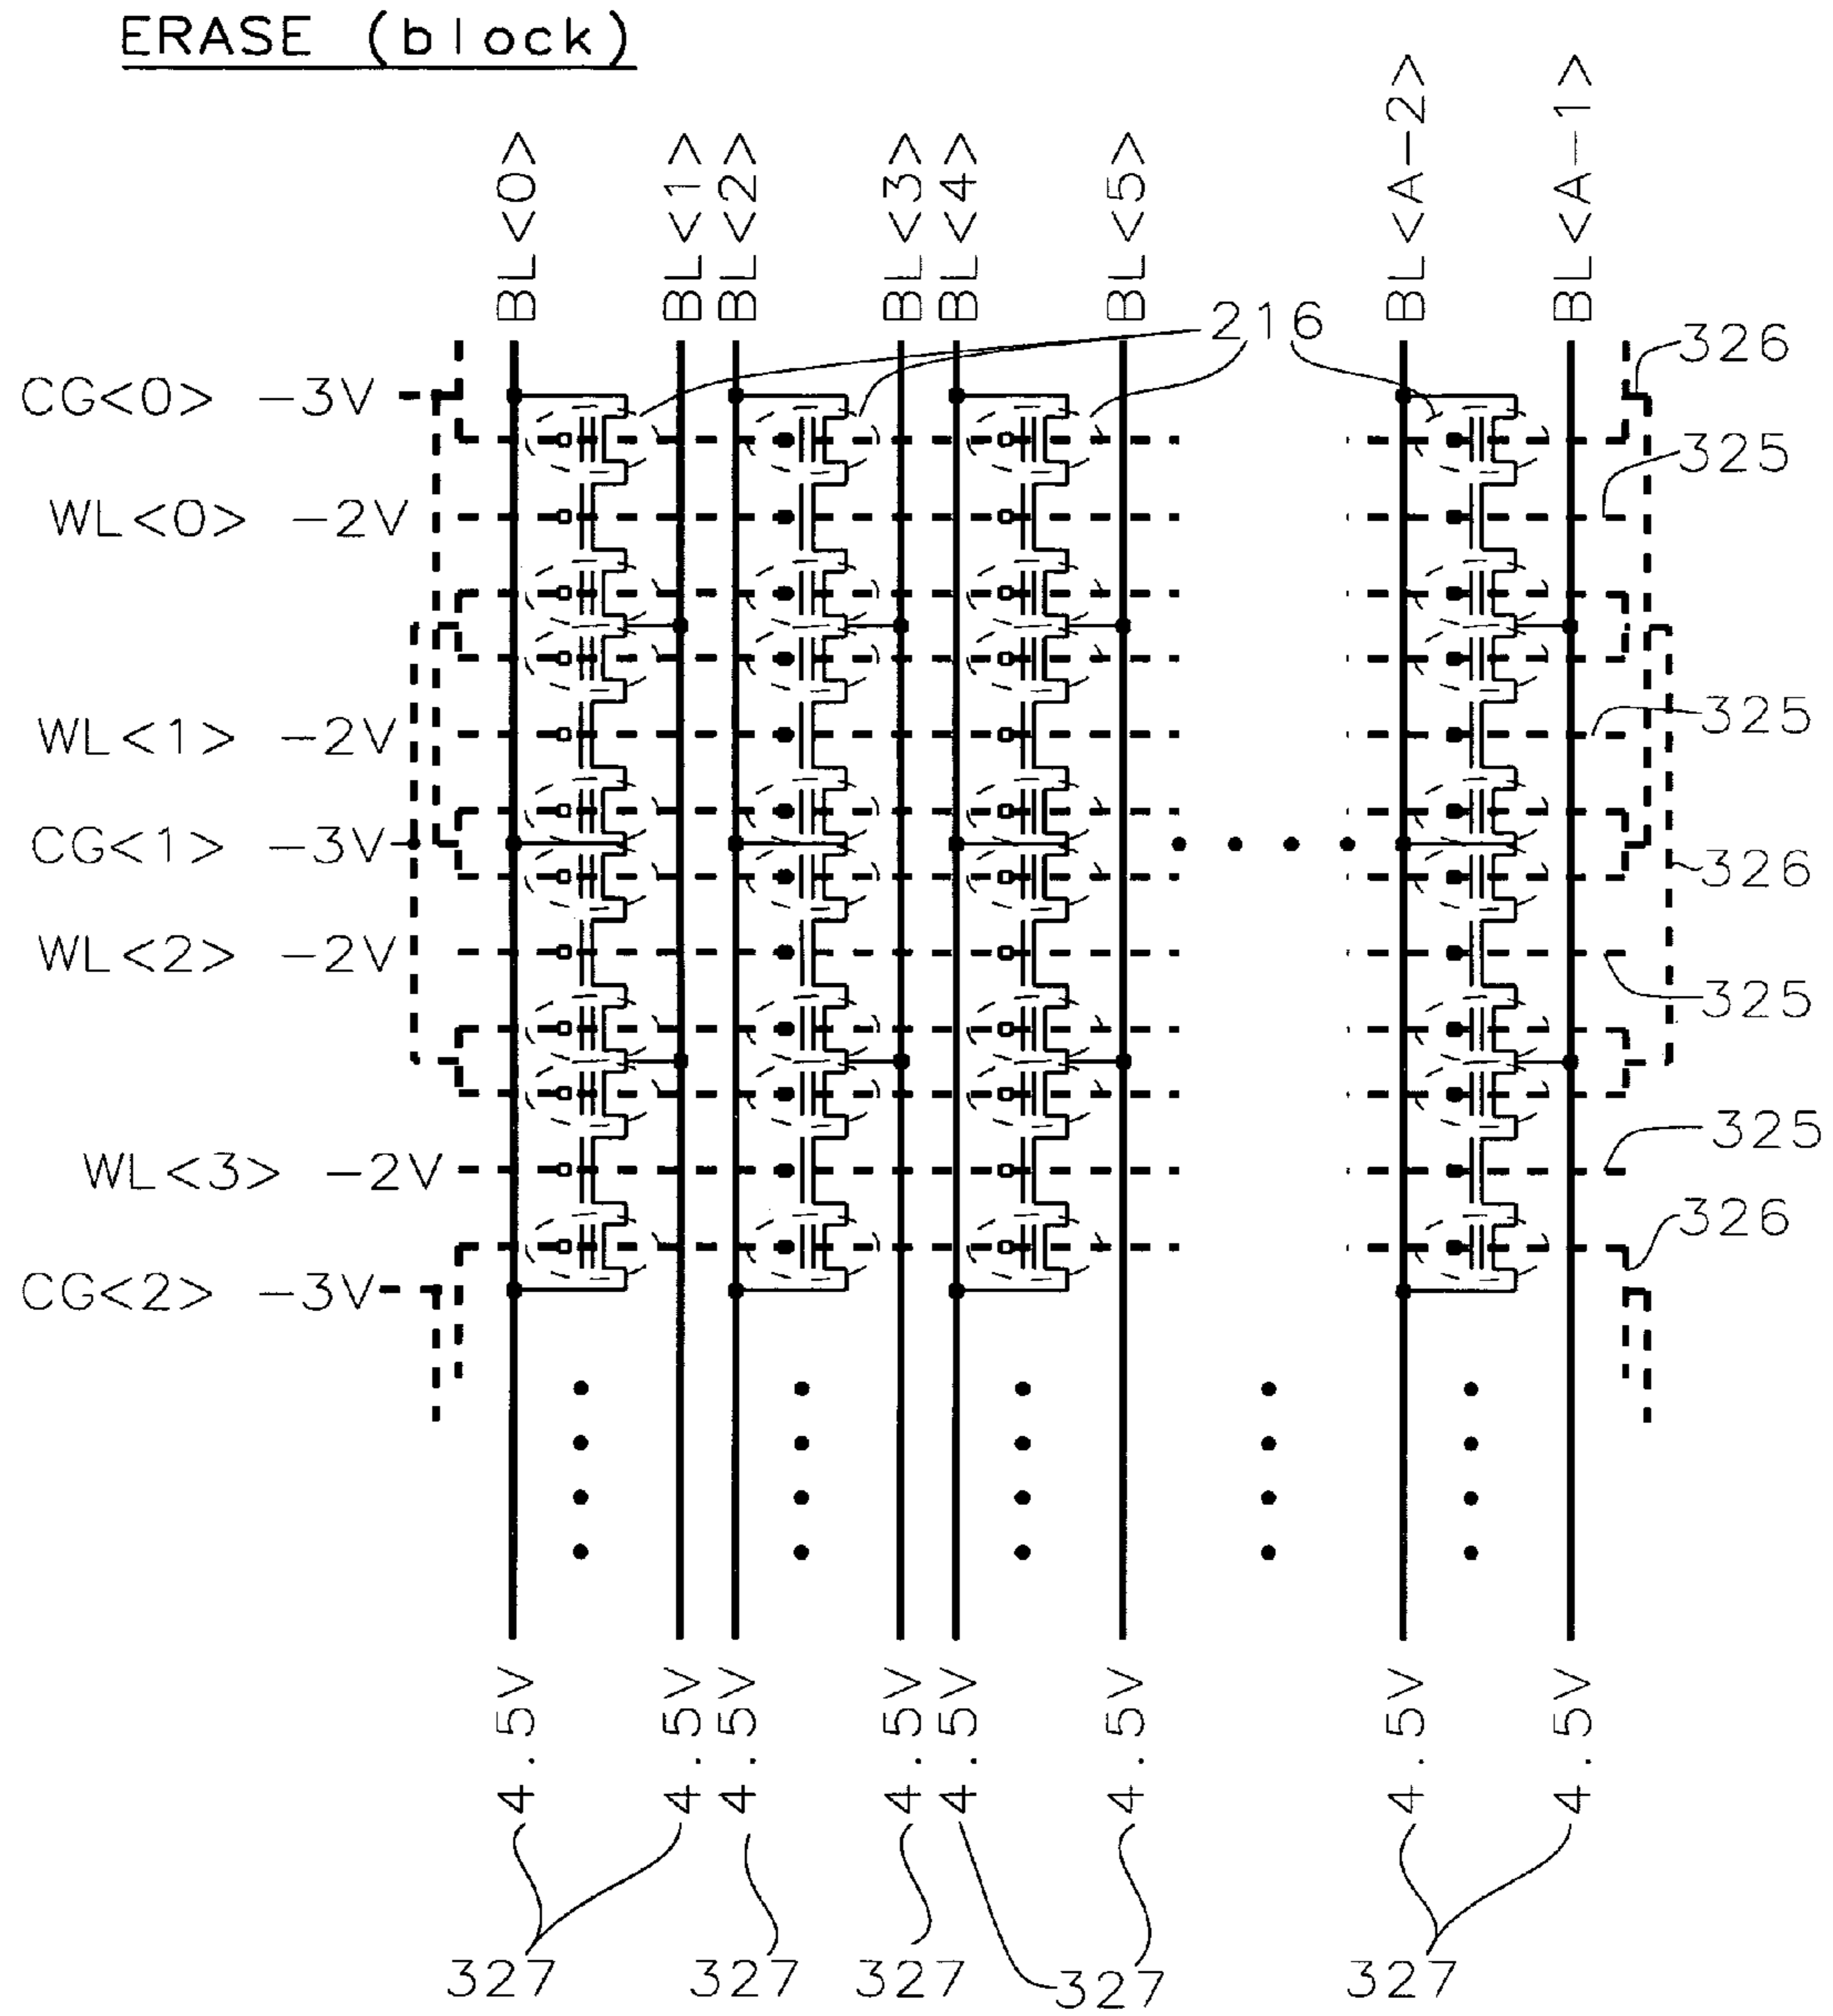 ERASE (block)
BL<0>
BL<1>
BL<2>
BL<3>
BL<4>
BL<5>
BL<A-2>
BL<A-1>
216
326
CG<0> -3V
325
WL<0> -2V
325
WL<1> -2V
CG<1> -3V
326
WL<2> -2V
325
325
WL<3> -2V
326
CG<2> -3V
4.5V
4.5V
4.5V
4.5V
4.5V
4.5V
4.5V
4.5V
327
327
327
327
327